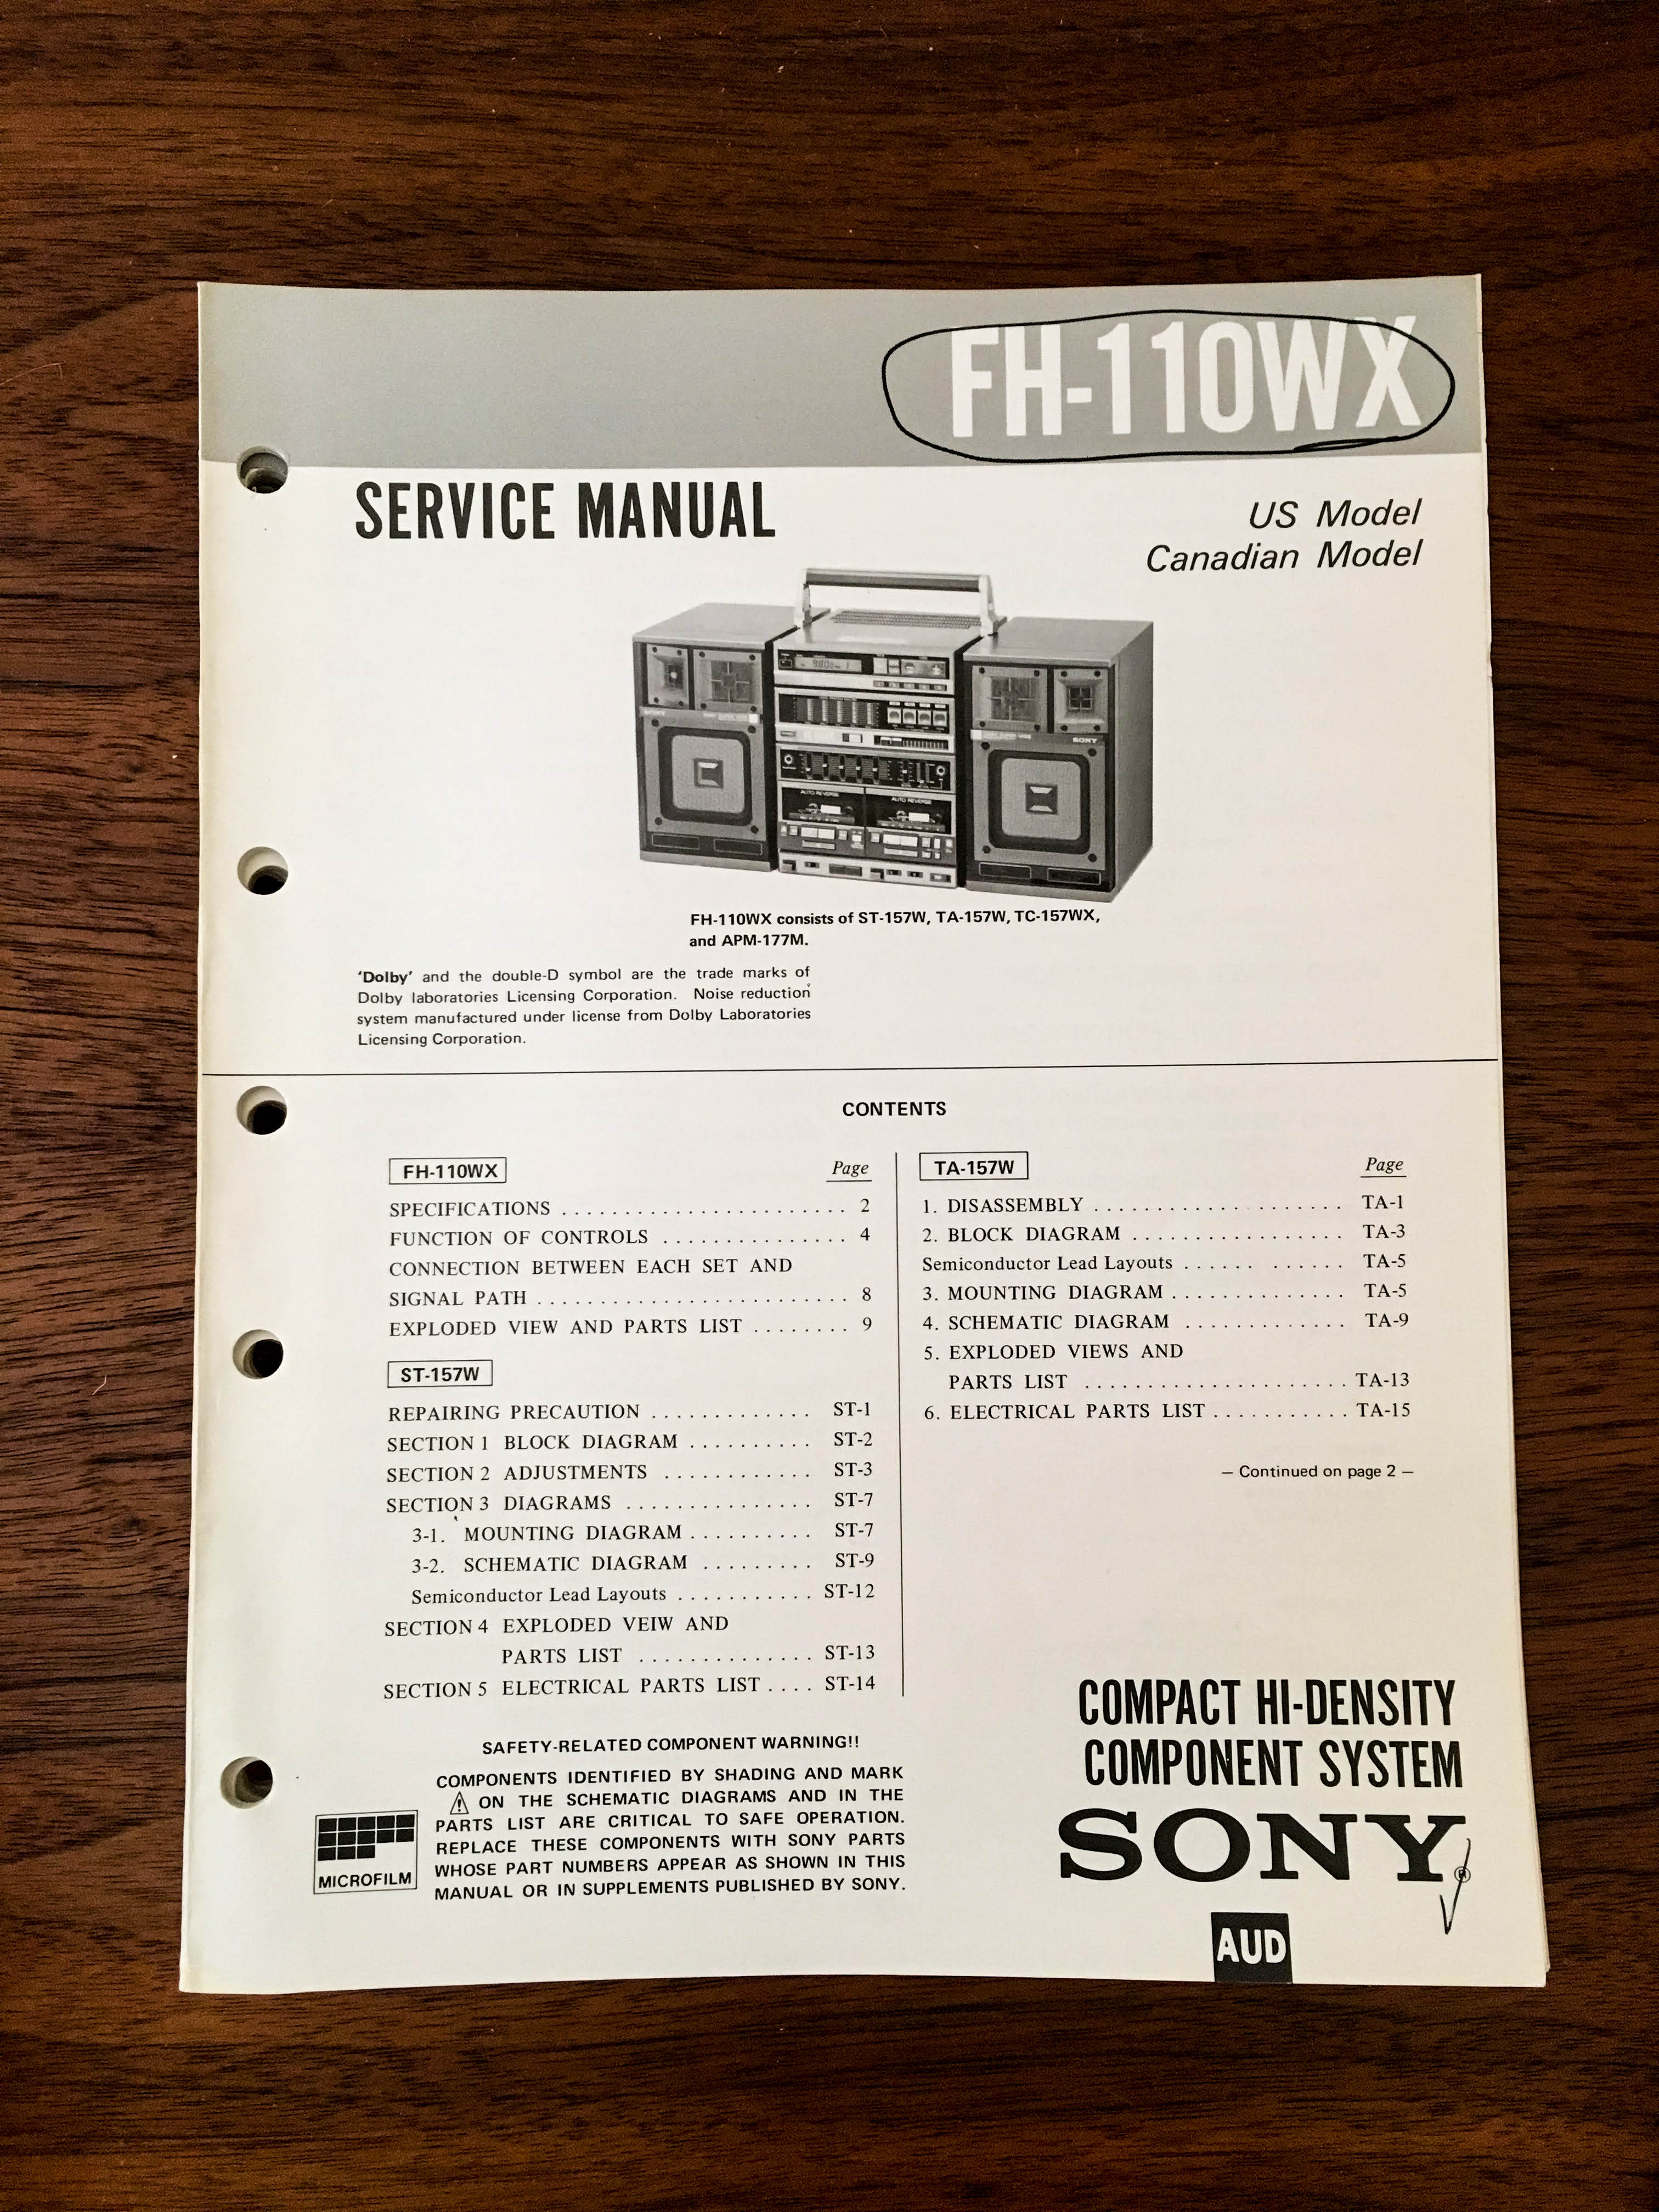 FH-110WX
SERVICE MANUAL
US Model
Canadian Model
SONY
AUTO REVERSE
AUTO REVERSE
SONY
FH-110WX consists of ST-157W, TA-157W, TC-157WX,
and APM-177M.
'Dolby' and the double-D symbol are the trade marks of
Dolby laboratories Licensing Corporation. Noise reduction
system manufactured under license from Dolby Laboratories
Licensing Corporation.
CONTENTS
FH-110WX Page
SPECIFICATIONS . . . . . . . . . . . . . . . . . . . . . . . 2
FUNCTION OF CONTROLS . . . . . . . . . . . . . . . 4
CONNECTION BETWEEN EACH SET AND
SIGNAL PATH . . . . . . . . . . . . . . . . . . . . . . . . . 8
EXPLODED VIEW AND PARTS LIST . . . . . . . . 9
ST-157W
REPAIRING PRECAUTION . . . . . . . . . . . . . ST-1
SECTION 1 BLOCK DIAGRAM . . . . . . . . . . ST-2
SECTION 2 ADJUSTMENTS . . . . . . . . . . . . ST-3
SECTION 3 DIAGRAMS . . . . . . . . . . . . . . . ST-7
3-1. MOUNTING DIAGRAM . . . . . . . . . . ST-7
3-2. SCHEMATIC DIAGRAM . . . . . . . . . ST-9
Semiconductor Lead Layouts . . . . . . . . . . . ST-12
SECTION 4 EXPLODED VEIW AND
PARTS LIST . . . . . . . . . . . . . . ST-13
SECTION 5 ELECTRICAL PARTS LIST . . . . ST-14
TA-157W Page
1. DISASSEMBLY . . . . . . . . . . . . . . . . . . . . TA-1
2. BLOCK DIAGRAM . . . . . . . . . . . . . . . . . TA-3
Semiconductor Lead Layouts . . . . . . . . . . . . TA-5
3. MOUNTING DIAGRAM . . . . . . . . . . . . . . TA-5
4. SCHEMATIC DIAGRAM . . . . . . . . . . . . . TA-9
5. EXPLODED VIEWS AND
PARTS LIST . . . . . . . . . . . . . . . . . . . . . TA-13
6. ELECTRICAL PARTS LIST . . . . . . . . . . . TA-15
— Continued on page 2 —
SAFETY-RELATED COMPONENT WARNING!!
COMPONENTS IDENTIFIED BY SHADING AND MARK
⚠ ON THE SCHEMATIC DIAGRAMS AND IN THE
PARTS LIST ARE CRITICAL TO SAFE OPERATION.
REPLACE THESE COMPONENTS WITH SONY PARTS
WHOSE PART NUMBERS APPEAR AS SHOWN IN THIS
MANUAL OR IN SUPPLEMENTS PUBLISHED BY SONY.
MICROFILM
COMPACT HI-DENSITY
COMPONENT SYSTEM
SONY®
AUD